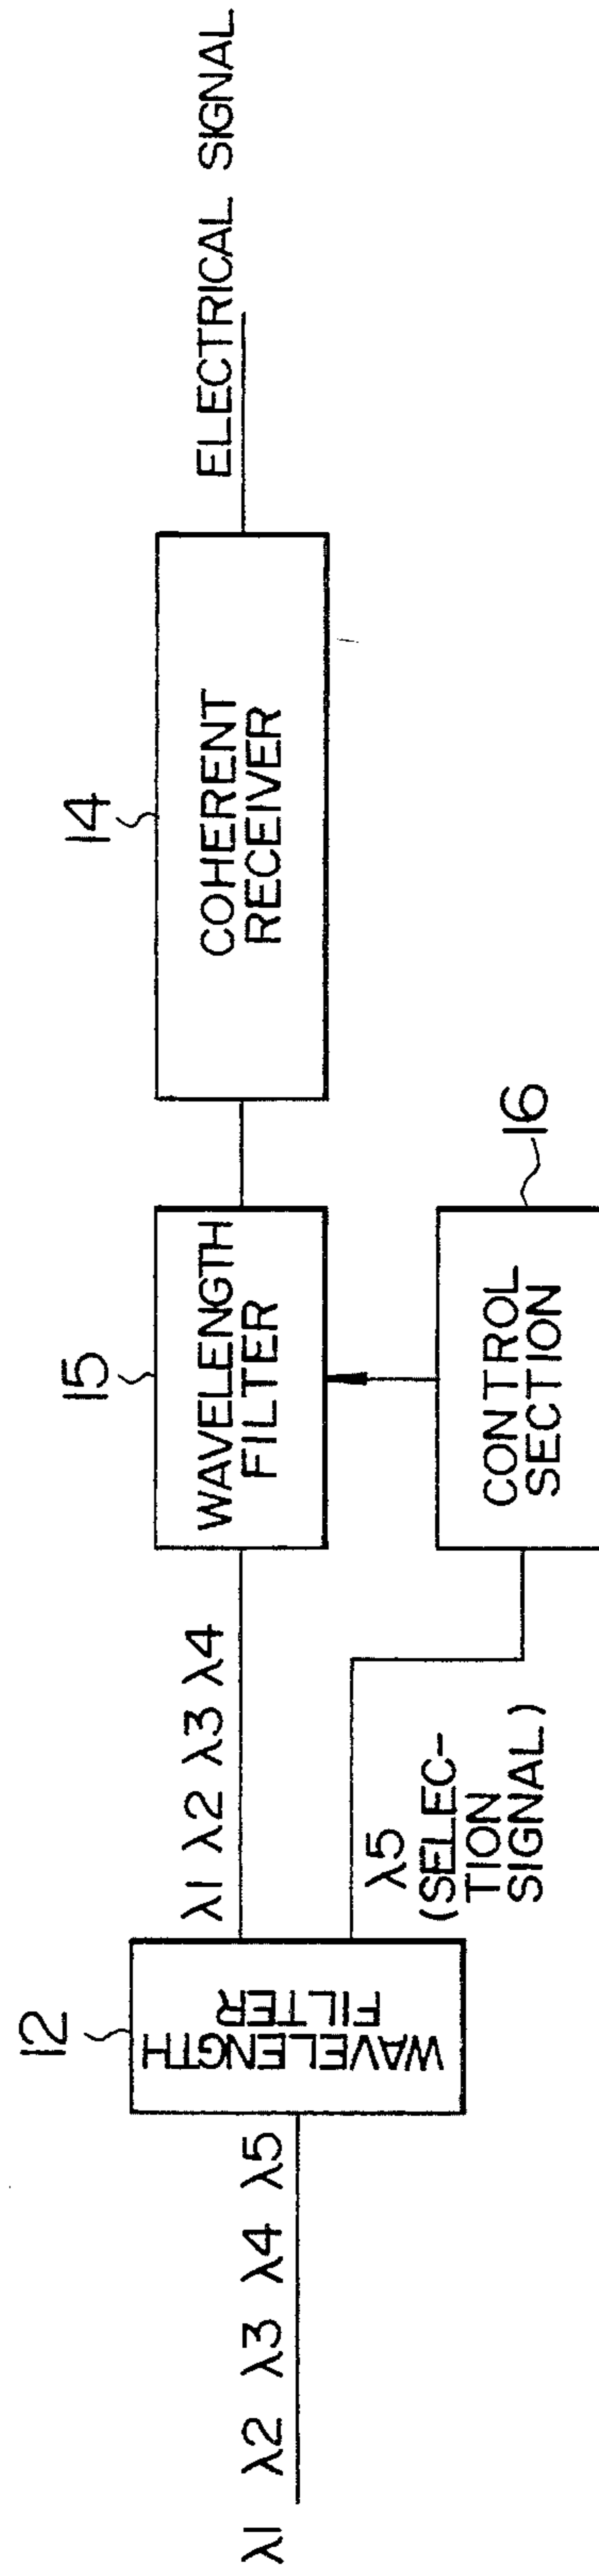 λ1 λ2 λ3 λ4 λ5
12
WAVELENGTH
FILTER
λ1 λ2 λ3 λ4
λ5
(SELEC-
TION
SIGNAL)
15
WAVELENGTH
FILTER
CONTROL
SECTION
16
14
COHERENT
RECEIVER
ELECTRICAL SIGNAL